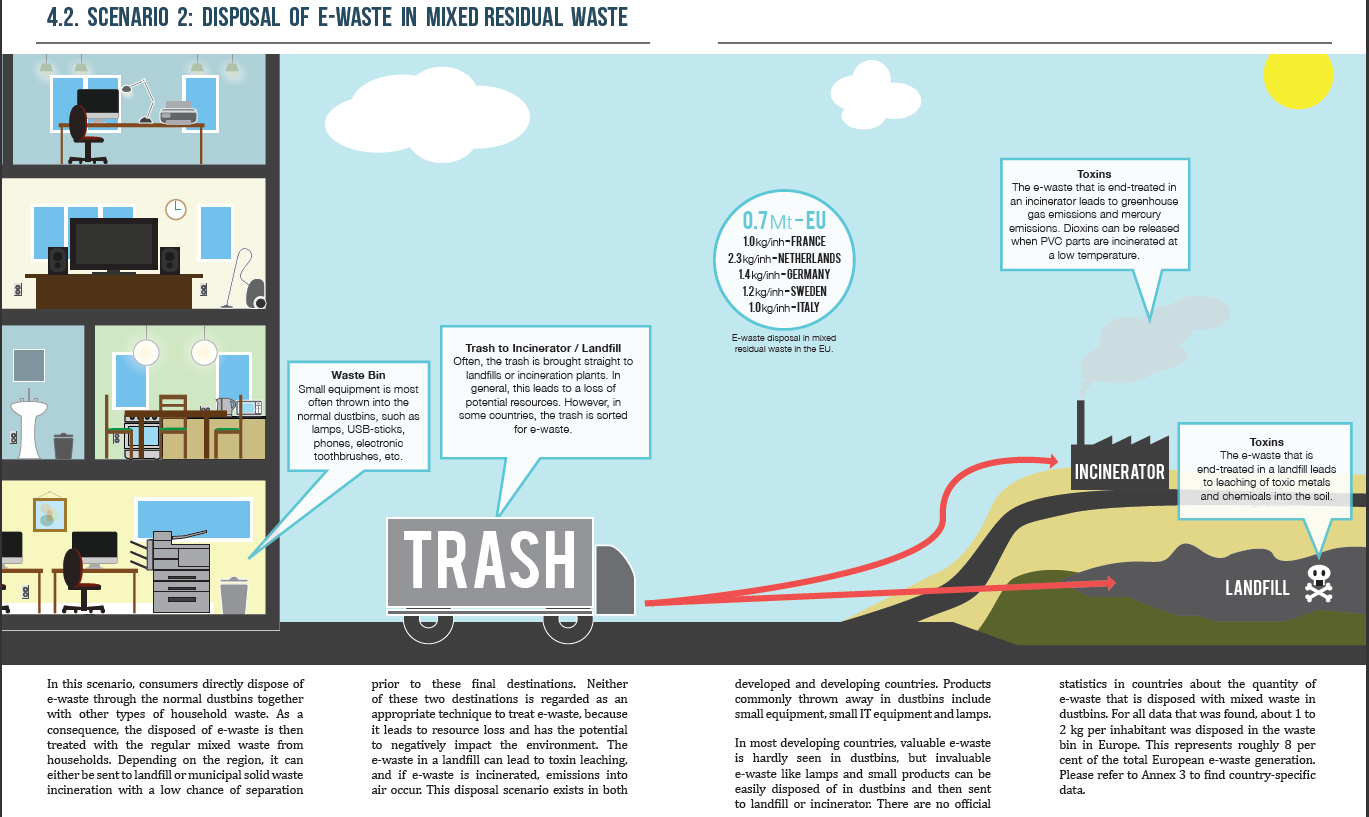 4.2. SCENARIO 2: DISPOSAL OF E-WASTE IN MIXED RESIDUAL WASTE
0.7 Mt-EU
1.0kg/inh-FRANCE
2.3kg/inh-NETHERLANDS
1.4kg/inh-GERMANY
1.2kg/inh-SWEDEN
1.0kg/inh-ITALY
E-waste disposal in mixed
residual waste in the EU.
Toxins
The e-waste that is end-treated in
an incinerator leads to greenhouse
gas emissions and mercury
emissions. Dioxins can be released
when PVC parts are incinerated at
a low temperature.
Waste Bin
Small equipment is most
often thrown into the
normal dustbins, such as
lamps, USB-sticks,
phones, electronic
toothbrushes, etc.
Trash to Incinerator / Landfill
Often, the trash is brought straight to
landfills or incineration plants. In
general, this leads to a loss of
potential resources. However, in
some countries, the trash is sorted
for e-waste.
TRASH
INCINERATOR
Toxins
The e-waste that is
end-treated in a landfill leads
to leaching of toxic metals
and chemicals into the soil.
LANDFILL
In this scenario, consumers directly dispose of
e-waste through the normal dustbins together
with other types of household waste. As a
consequence, the disposed of e-waste is then
treated with the regular mixed waste from
households. Depending on the region, it can
either be sent to landfill or municipal solid waste
incineration with a low chance of separation
prior to these final destinations. Neither
of these two destinations is regarded as an
appropriate technique to treat e-waste, because
it leads to resource loss and has the potential
to negatively impact the environment. The
e-waste in a landfill can lead to toxin leaching,
and if e-waste is incinerated, emissions into
air occur. This disposal scenario exists in both
developed and developing countries. Products
commonly thrown away in dustbins include
small equipment, small IT equipment and lamps.
In most developing countries, valuable e-waste
is hardly seen in dustbins, but invaluable
e-waste like lamps and small products can be
easily disposed of in dustbins and then sent
to landfill or incinerator. There are no official
statistics in countries about the quantity of
e-waste that is disposed with mixed waste in
dustbins. For all data that was found, about 1 to
2 kg per inhabitant was disposed in the waste
bin in Europe. This represents roughly 8 per
cent of the total European e-waste generation.
Please refer to Annex 3 to find country-specific
data.